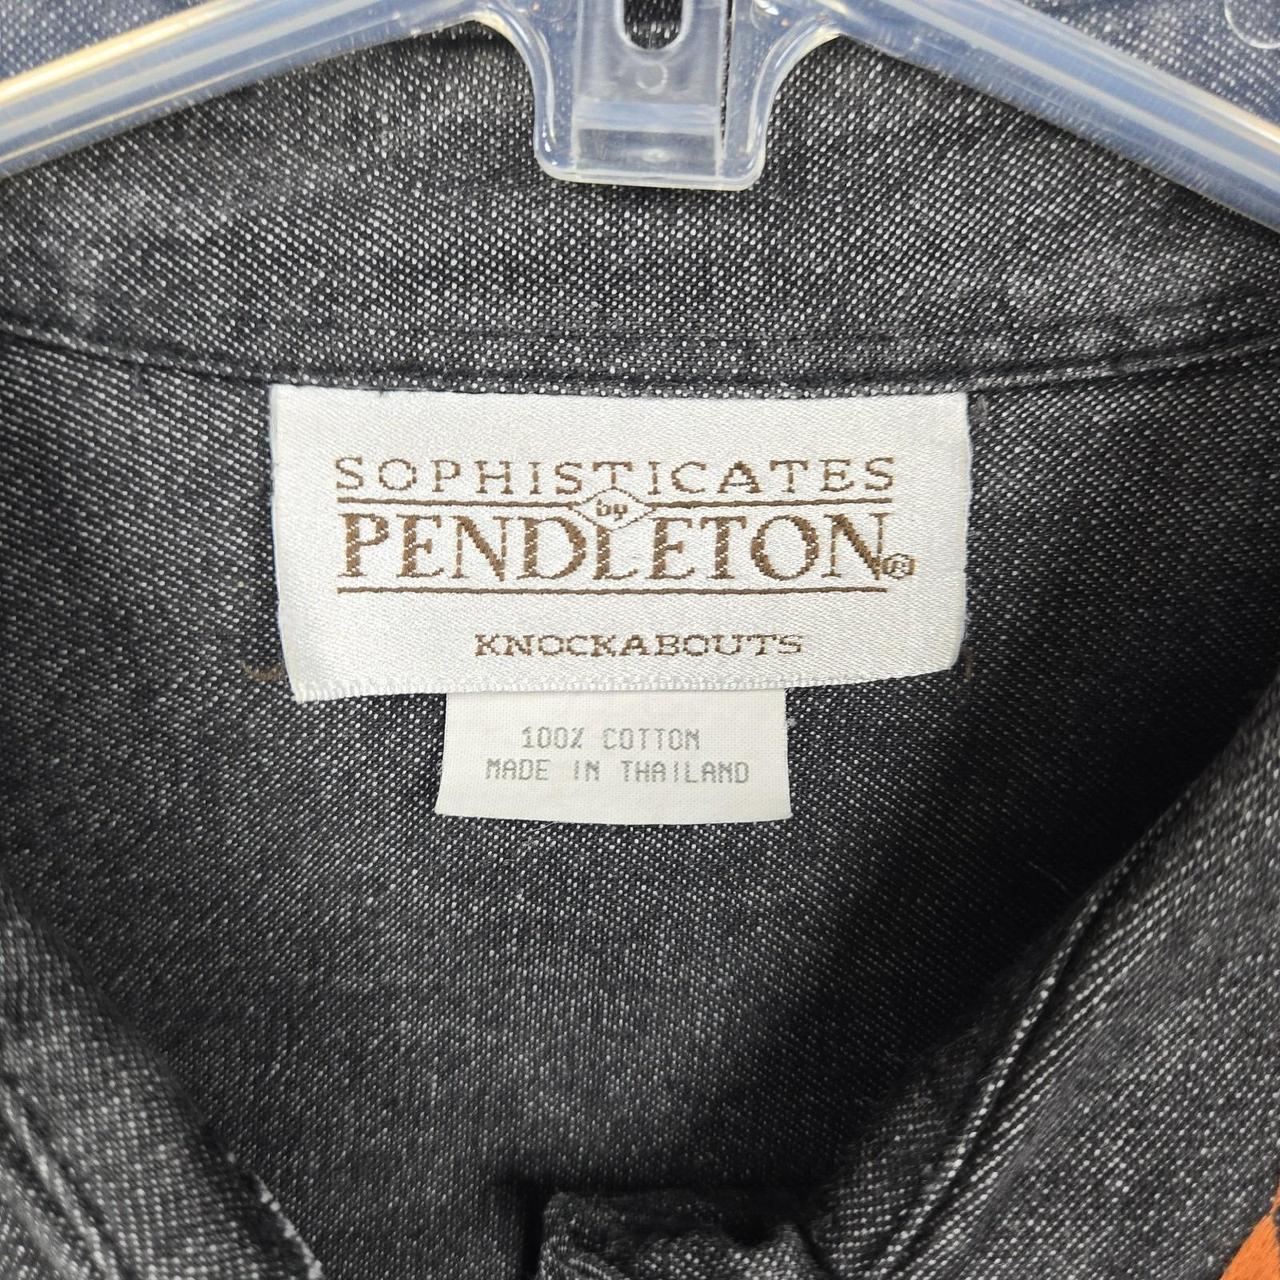 SOPHISTICATES
by
PENDLETON®
KNOCKABOUTS
100% COTTON
MADE IN THAILAND